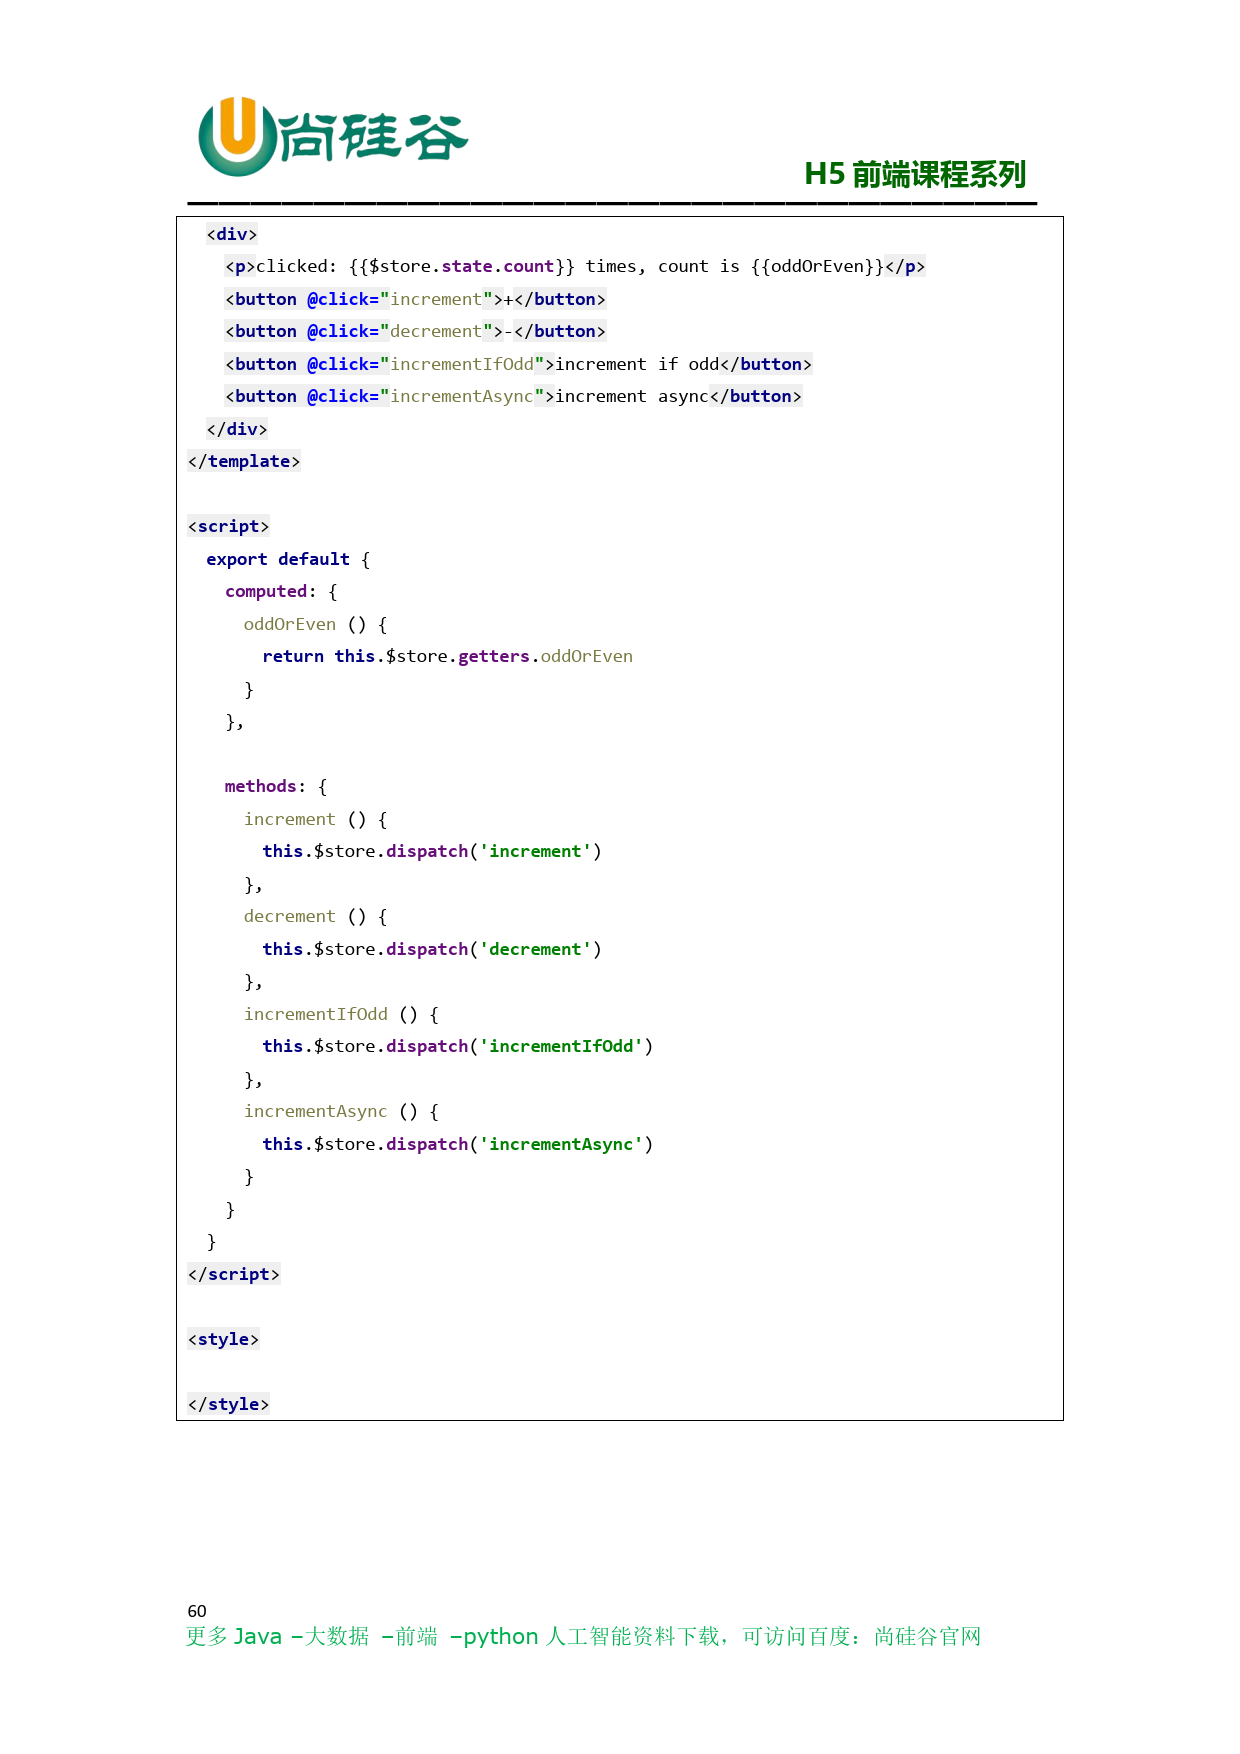 尚硅谷
H5 前端课程系列
<div>
<p>clicked: {{$store.state.count}} times, count is {{oddOrEven}}</p>
<button @click="increment">+</button>
<button @click="decrement">-</button>
<button @click="incrementIfOdd">increment if odd</button>
<button @click="incrementAsync">increment async</button>
</div>
</template>
<script>
export default {
computed: {
oddOrEven () {
return this.$store.getters.oddOrEven
}
},
methods: {
increment () {
this.$store.dispatch('increment')
},
decrement () {
this.$store.dispatch('decrement')
},
incrementIfOdd () {
this.$store.dispatch('incrementIfOdd')
},
incrementAsync () {
this.$store.dispatch('incrementAsync')
}
}
}
</script>
<style>
</style>
60
更多 Java –大数据 –前端 –python 人工智能资料下载，可访问百度：尚硅谷官网